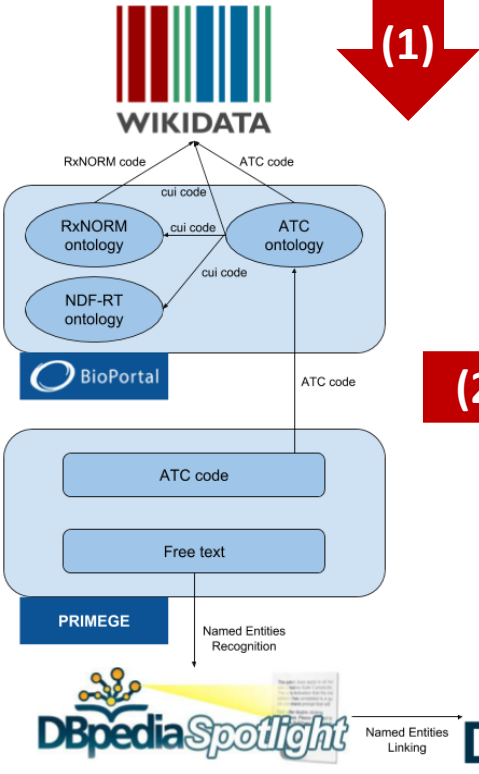 (1)
WIKIDATA
RxNORM code
ATC code
cui code
RxNORM
ontology
cui code
ATC
ontology
cui code
NDF-RT
ontology
BioPortal
ATC code
(2
ATC code
Free text
PRIMEGE
Named Entities
Recognition
DBpedia Spotlight
Named Entities
Linking
D